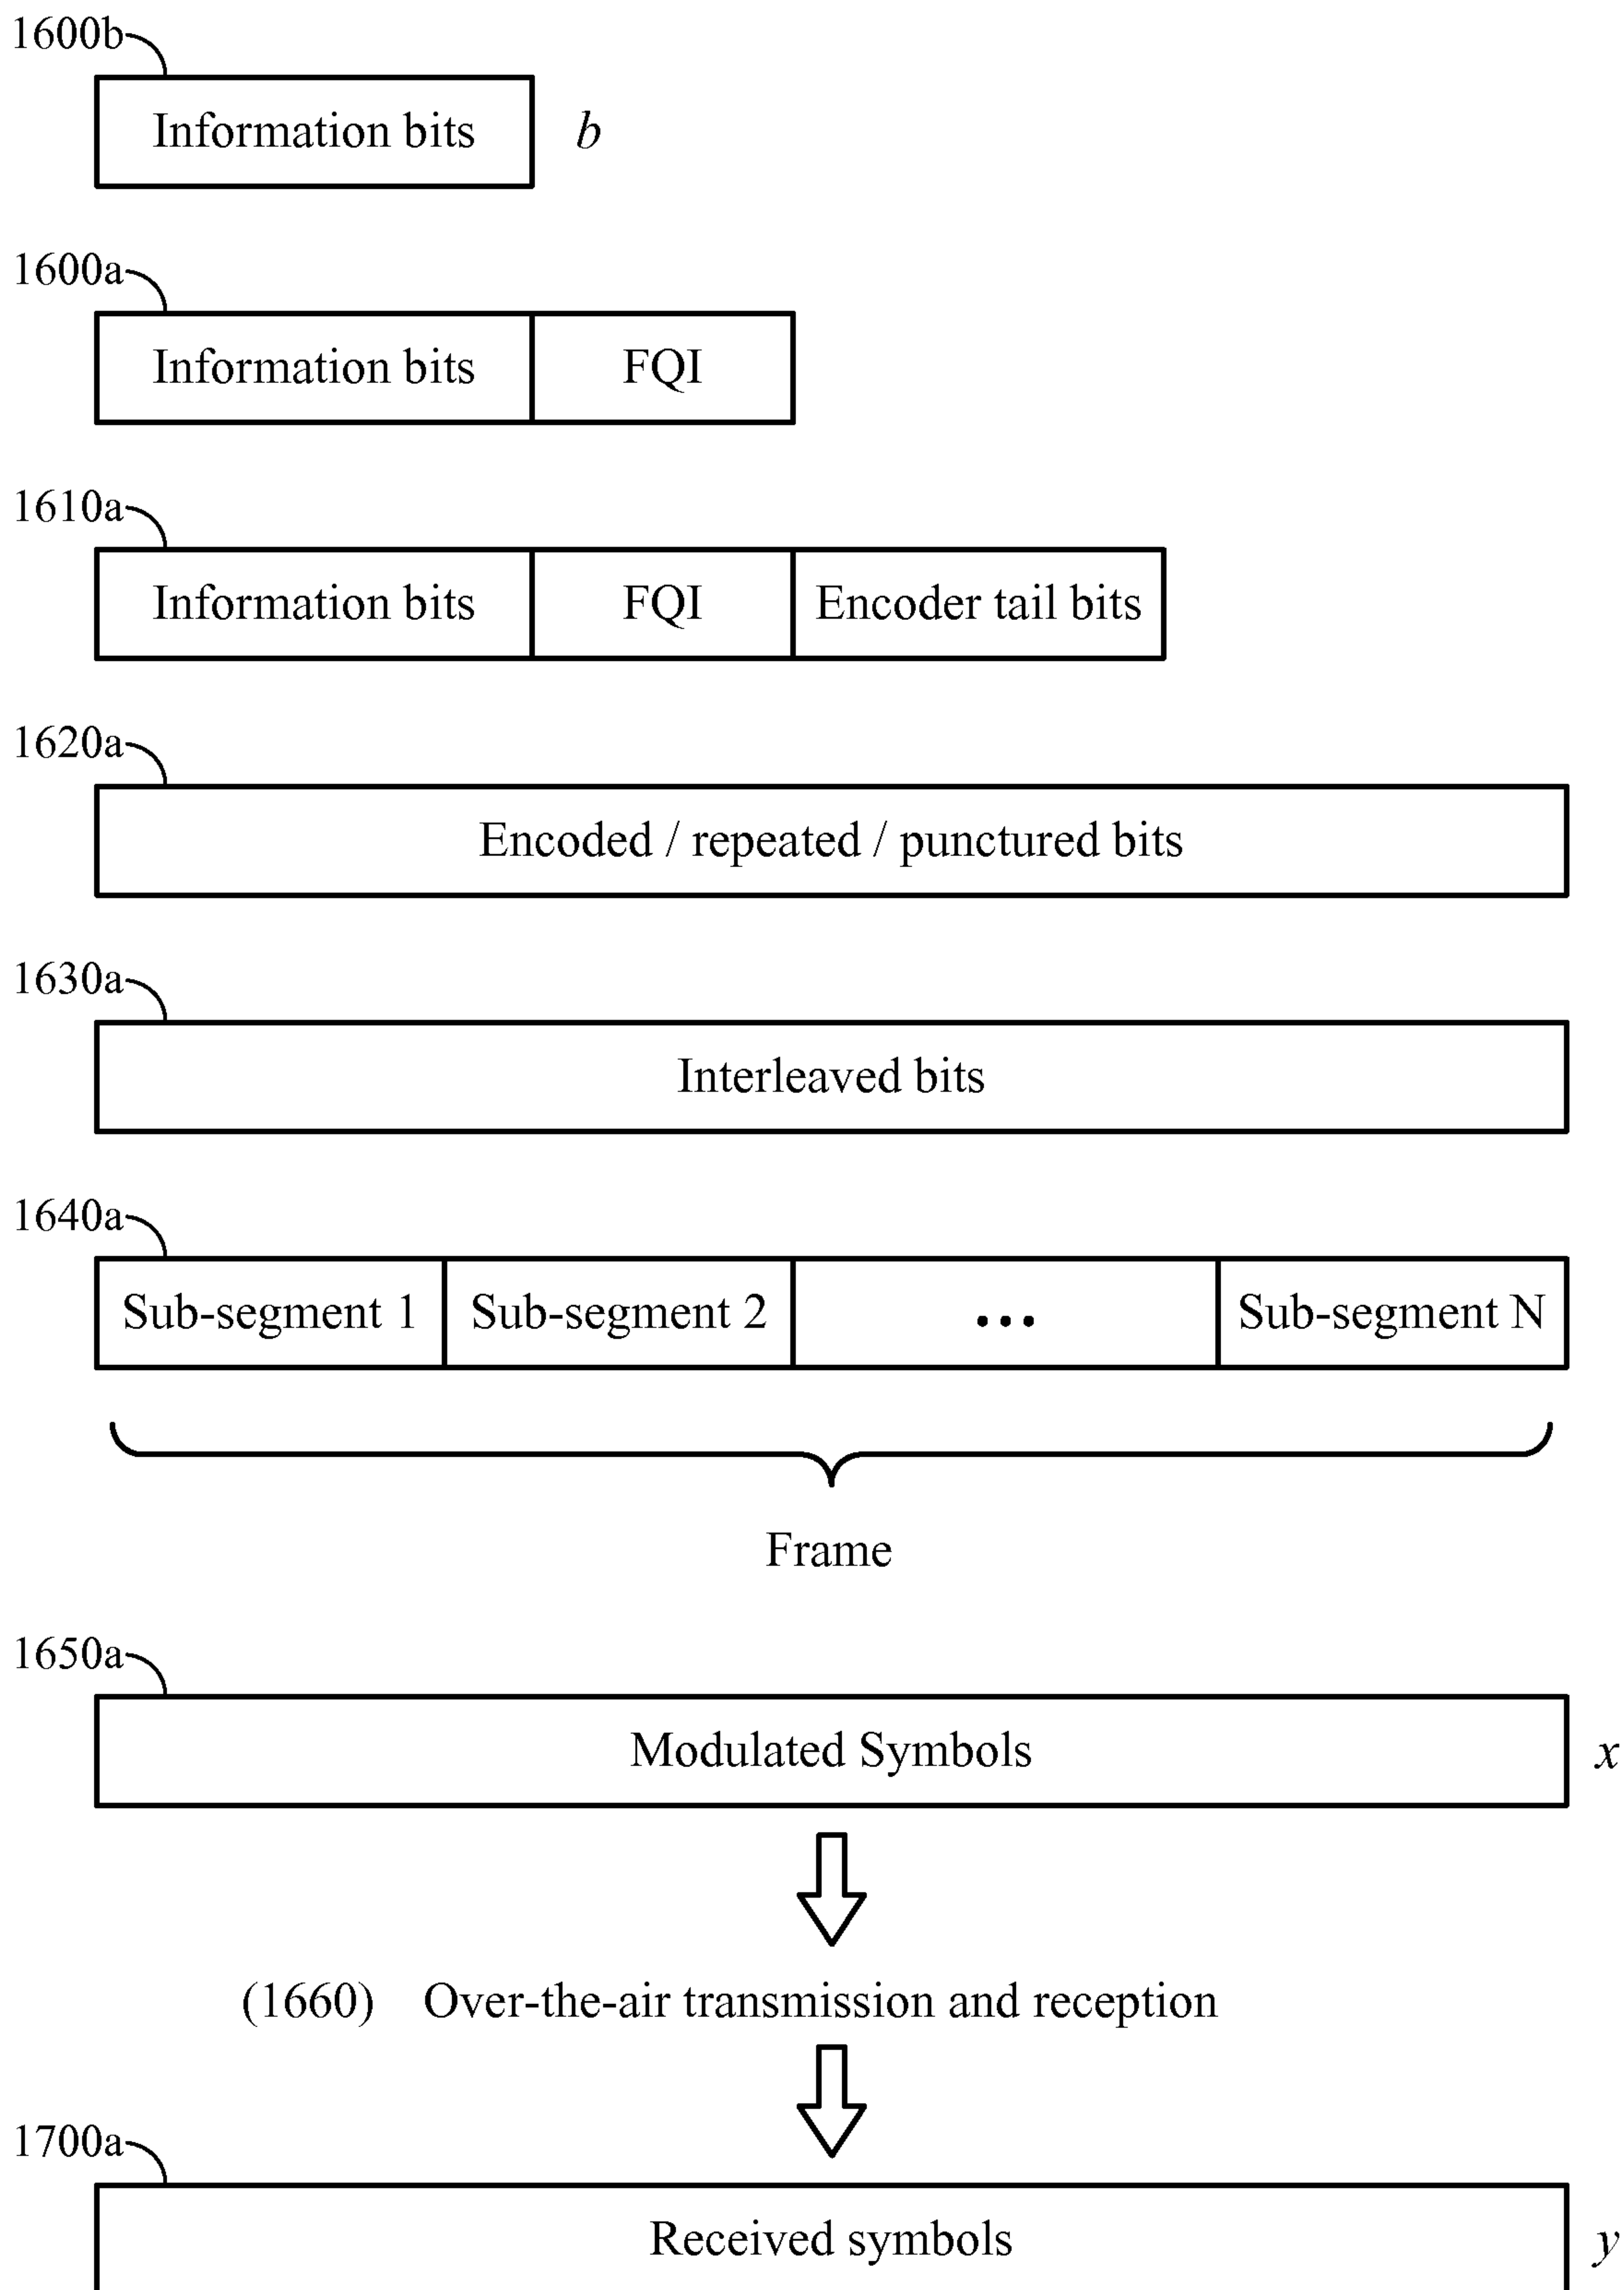 1600b
Information bits b
1600a
Information bits FQI
1610a
Information bits FQI Encoder tail bits
1620a
Encoded / repeated / punctured bits
1630a
Interleaved bits
1640a
Sub-segment 1 Sub-segment 2 ... Sub-segment N
Frame
1650a
Modulated Symbols x
(1660) Over-the-air transmission and reception
1700a
Received symbols y